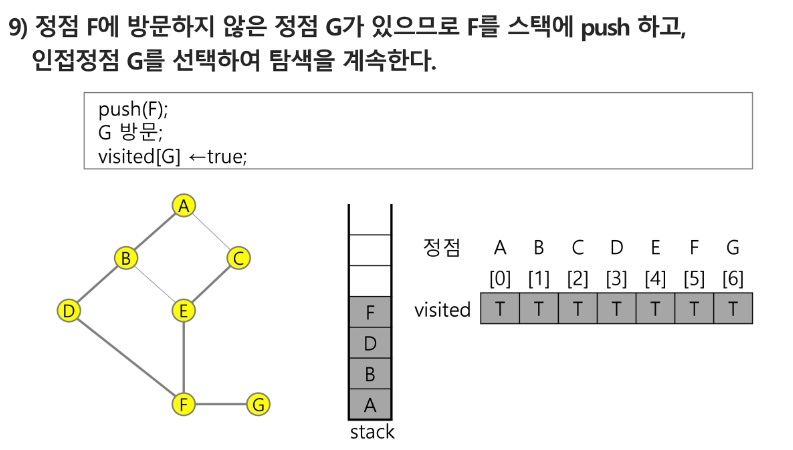 9) 정점 F에 방문하지 않은 정점 G가 있으므로 F를 스택에 push 하고,
인접정점 G를 선택하여 탐색을 계속한다.
push(F);
G 방문;
visited[G] ←true;
A
B
C
D
E
F
G
F
D
B
A
stack
정점 A B C D E F G
[0] [1] [2] [3] [4] [5] [6]
visited T T T T T T T